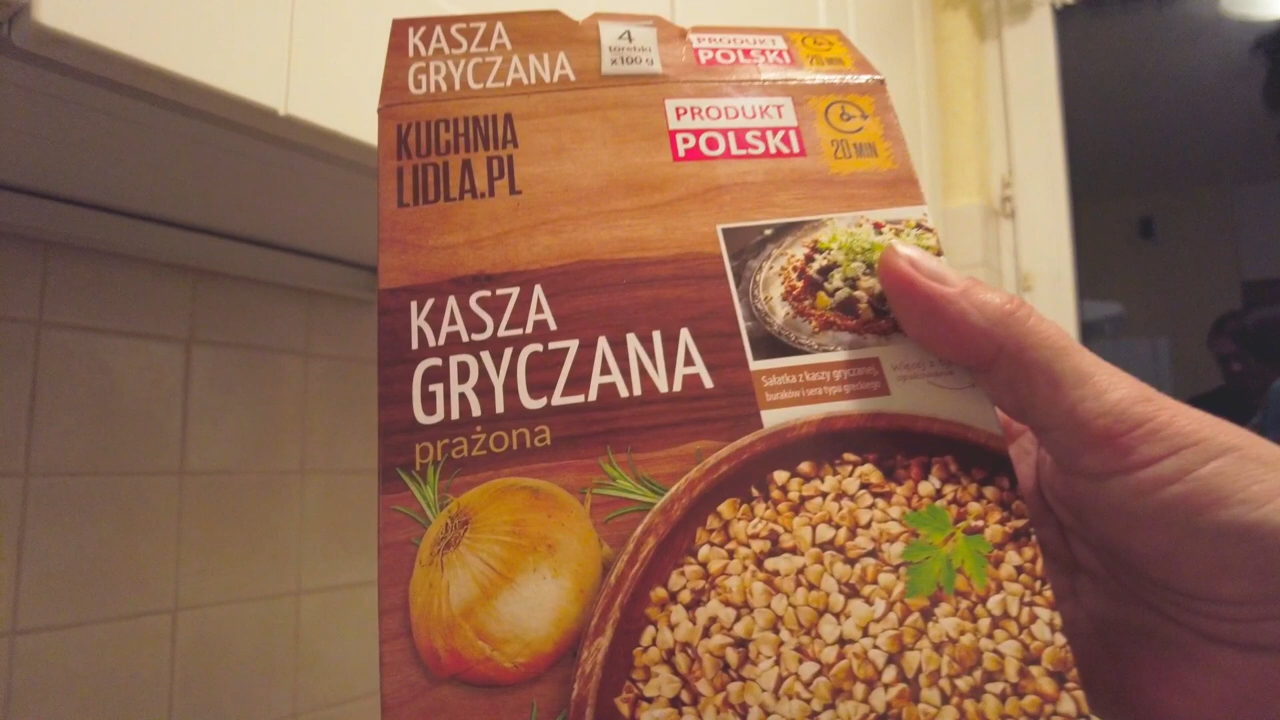 KASZA
GRYCZANA
4
torebki
x100 g
PRODUKT
POLSKI
20 MIN
KUCHNIA
LIDLA.PL
PRODUKT
POLSKI
20 MIN
KASZA
GRYCZANA
prażona
Sałatka z kaszy gryczanej,
buraków i sera typu greckiego
więcej